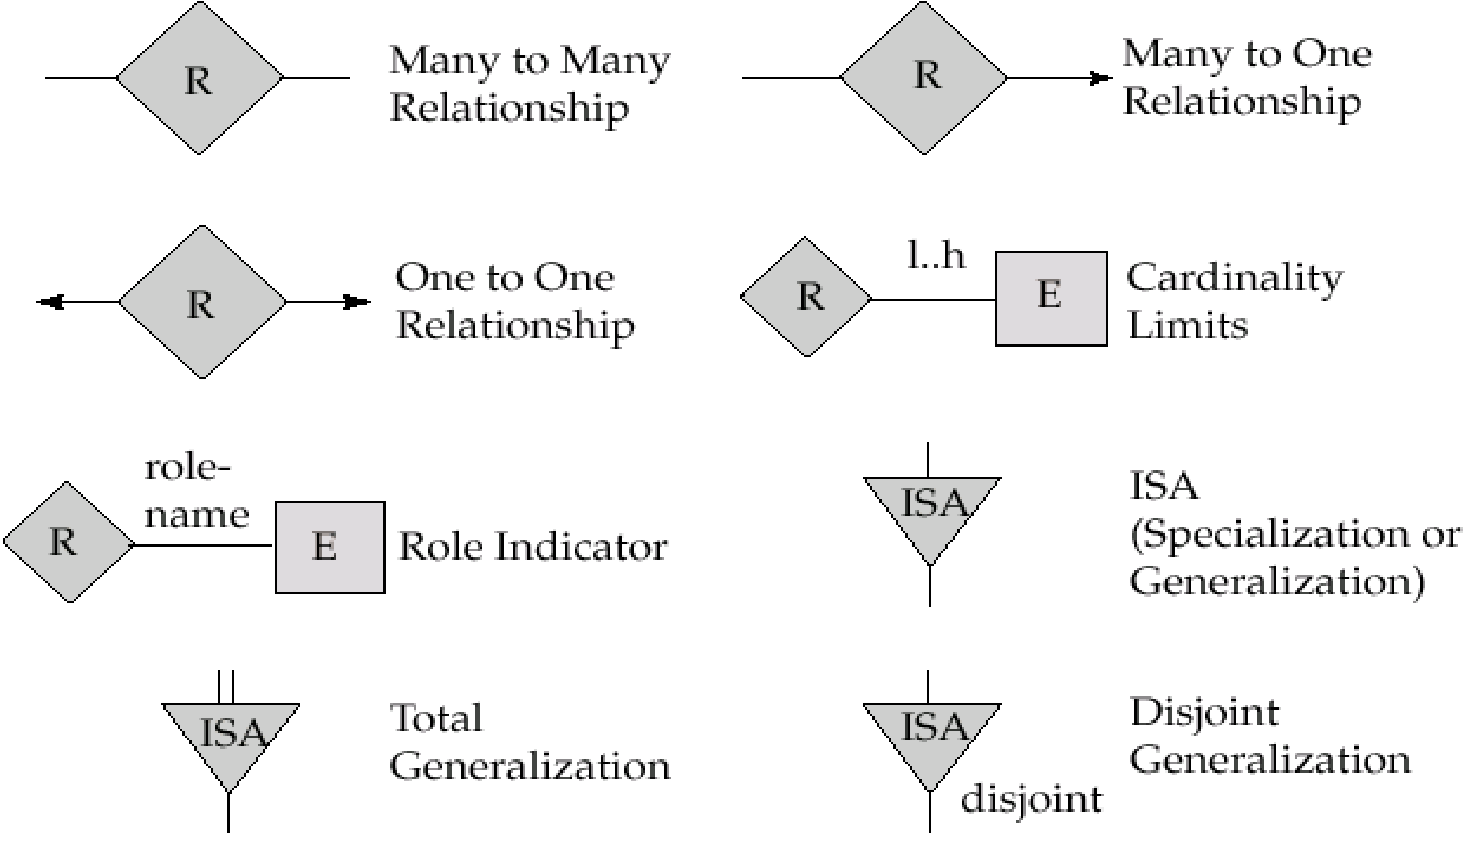 R
Many to Many
Relationship
R
Many to One
Relationship
R
One to One
Relationship
R
l..h
E
Cardinality
Limits
R
role-
name
E
Role Indicator
ISA
ISA
(Specialization or
Generalization)
ISA
Total
Generalization
ISA
disjoint
Disjoint
Generalization